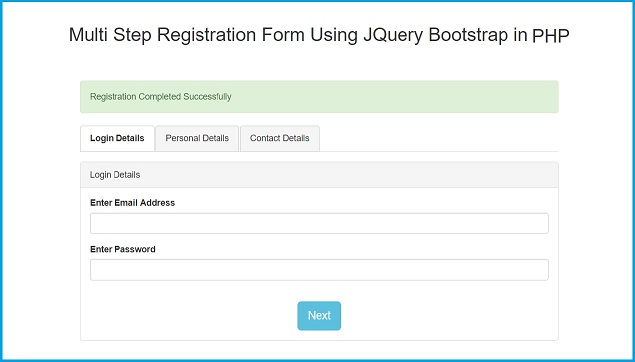 Multi Step Registration Form Using JQuery Bootstrap in PHP
Registration Completed Successfully
Login Details Personal Details Contact Details
Login Details
Enter Email Address
Enter Password
Next